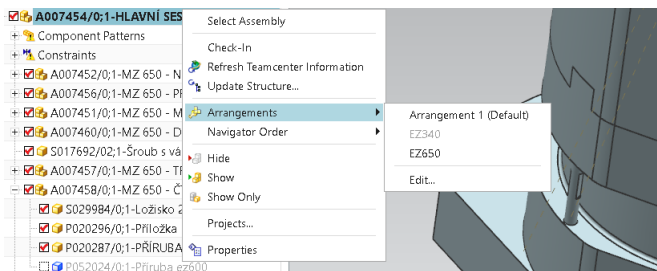 A007454/0;1-HLAVNÍ SES
Component Patterns
Constraints
A007452/0;1-MZ 650 - N
A007456/0;1-MZ 650 -
A007451/0;1-MZ 650 - M
A007460/0;1-MZ 650 - D
S017692/02;1-Šroub s vá
A007457/0;1-MZ 650 -
A007458/0;1-MZ 650 - Č
S029984/0;1-Ložisko 2
P020296/0;1-Příložka
P020287/0;1-PŘÍRUBA
P052024/0;1-Příruba ez600
Select Assembly
Check-In
Refresh Teamcenter Information
Update Structure...
Arrangements
Navigator Order
Hide
Show
Show Only
Projects...
Properties
Arrangement 1 (Default)
EZ340
EZ650
Edit...